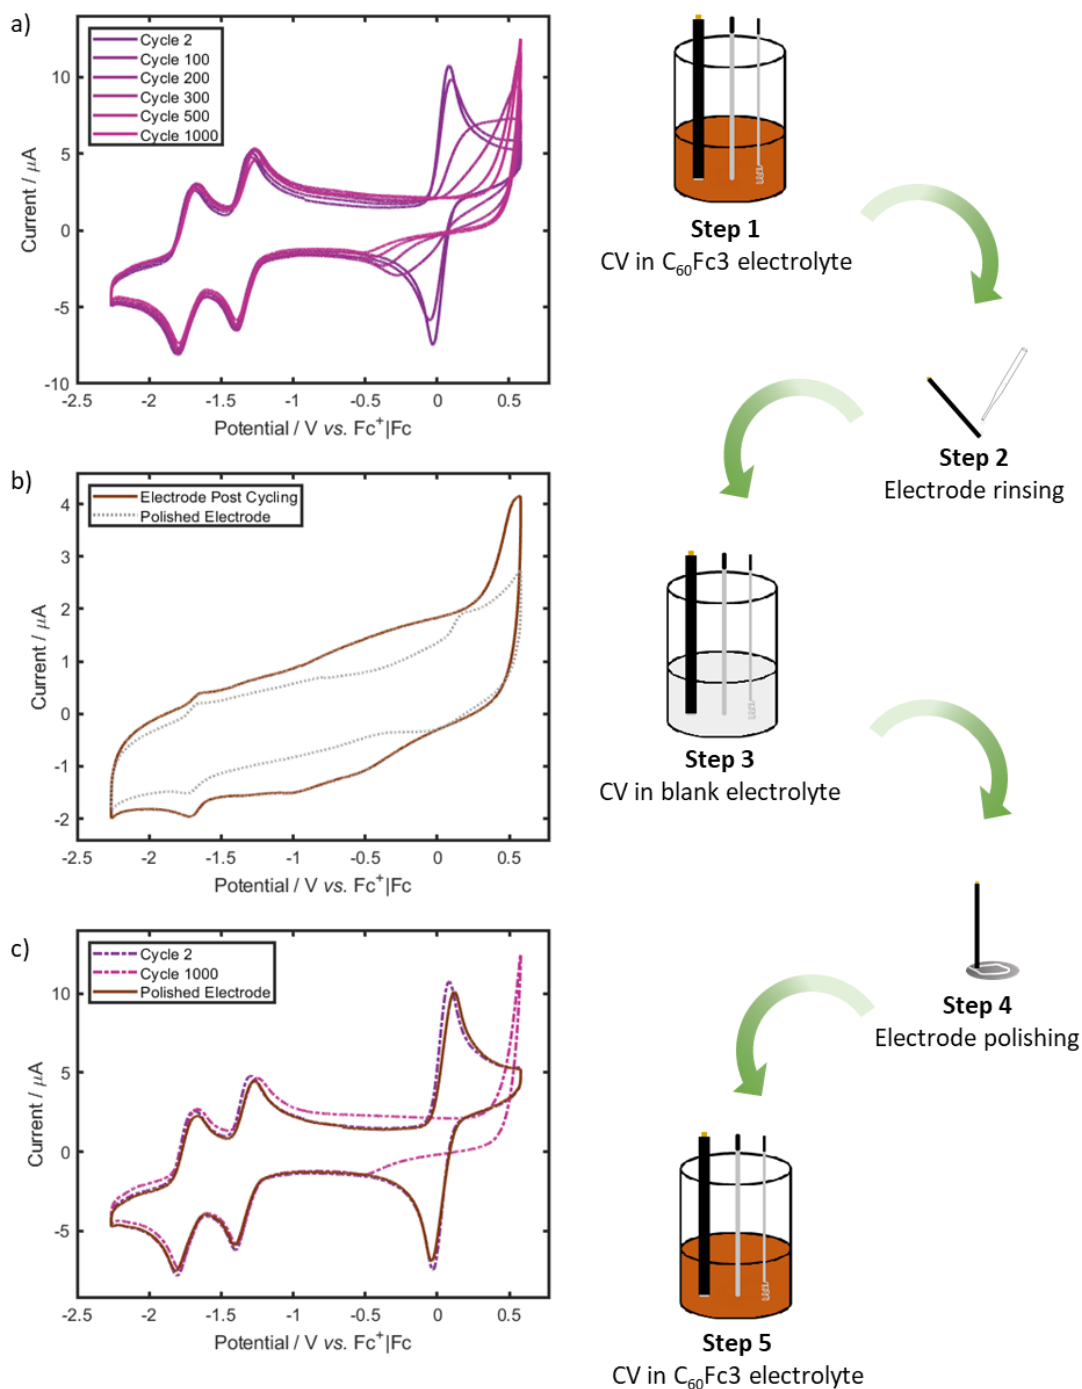 a)
Cycle 2
Cycle 100
Cycle 200
Cycle 300
Cycle 500
Cycle 1000
10
5
0
-5
-10
Current / μA
-2.5 -2 -1.5 -1 -0.5 0 0.5
Potential / V vs. Fc⁺|Fc
Step 1
CV in C₆₀Fc3 electrolyte
Step 2
Electrode rinsing
b)
Electrode Post Cycling
Polished Electrode
4
3
2
1
0
-1
-2
Current / μA
-2.5 -2 -1.5 -1 -0.5 0 0.5
Potential / V vs. Fc⁺|Fc
Step 3
CV in blank electrolyte
Step 4
Electrode polishing
c)
Cycle 2
Cycle 1000
Polished Electrode
10
5
0
-5
Current / μA
-2.5 -2 -1.5 -1 -0.5 0 0.5
Potential / V vs. Fc⁺|Fc
Step 5
CV in C₆₀Fc3 electrolyte